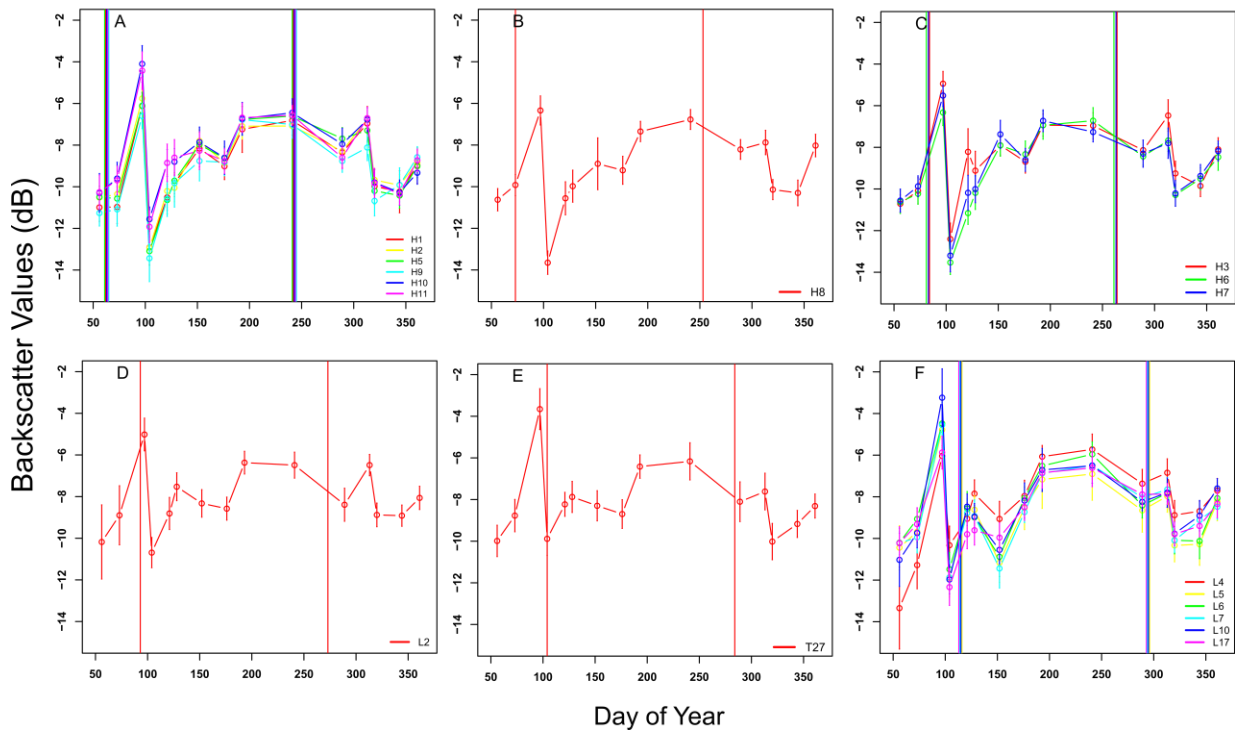 Backscatter Values (dB)
A
-2
-4
-6
-8
-10
-12
-14
50 100 150 200 250 300 350
H1
H2
H5
H9
H10
H11
B
-2
-4
-6
-8
-10
-12
-14
50 100 150 200 250 300 350
H8
C
-2
-4
-6
-8
-10
-12
-14
50 100 150 200 250 300 350
H3
H6
H7
D
-2
-4
-6
-8
-10
-12
-14
50 100 150 200 250 300 350
L2
E
-2
-4
-6
-8
-10
-12
-14
50 100 150 200 250 300 350
T27
F
-2
-4
-6
-8
-10
-12
-14
50 100 150 200 250 300 350
L4
L5
L6
L7
L10
L17
Day of Year